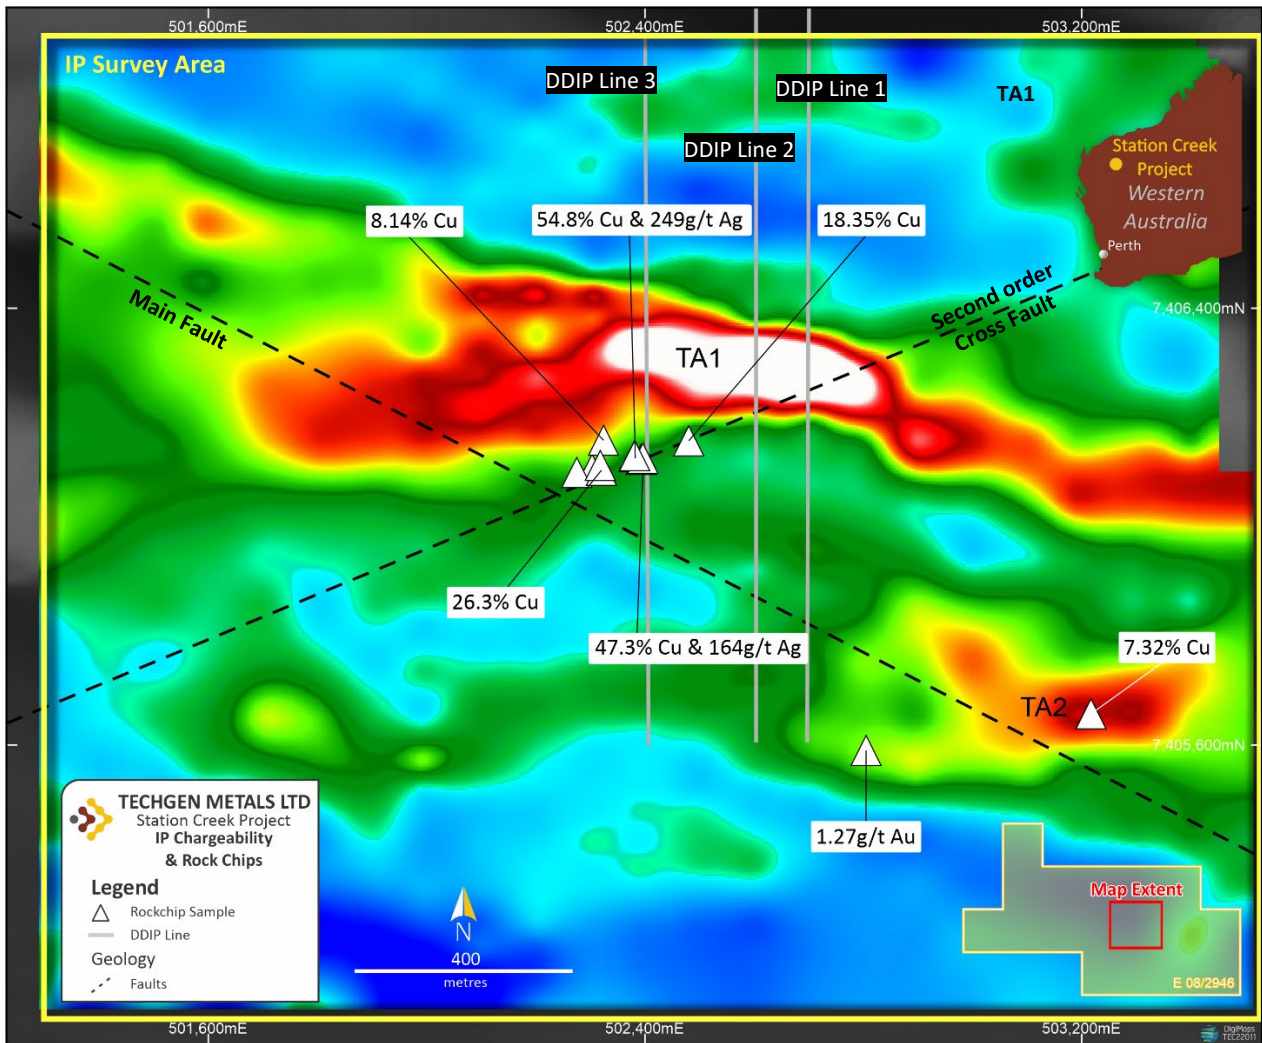 501,600mE
502,400mE
503,200mE
IP Survey Area
DDIP Line 3
DDIP Line 1
TA1
DDIP Line 2
Station Creek
Project
Western
Australia
Perth
8.14% Cu
54.8% Cu & 249g/t Ag
18.35% Cu
Main Fault
Second order
Cross Fault
7,406,400mN
TA1
26.3% Cu
47.3% Cu & 164g/t Ag
7.32% Cu
TA2
7,405,600mN
1.27g/t Au
TECHGEN METALS LTD
Station Creek Project
IP Chargeability
& Rock Chips
Legend
Rockchip Sample
DDIP Line
Geology
Faults
N
400
metres
Map Extent
E 08/2946
501,600mE
502,400mE
503,200mE
DigiMaps
TEC22011